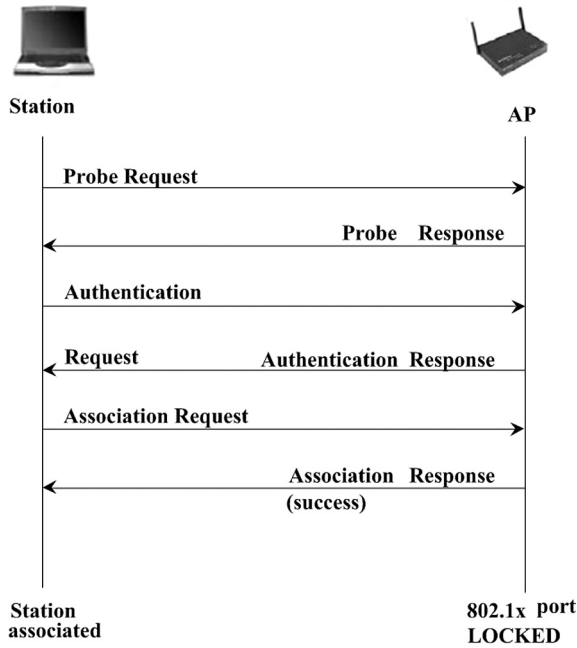 Station
AP
Probe Request
Probe Response
Authentication
Request Authentication Response
Association Request
Association Response
(success)
Station
associated
802.1x port
LOCKED